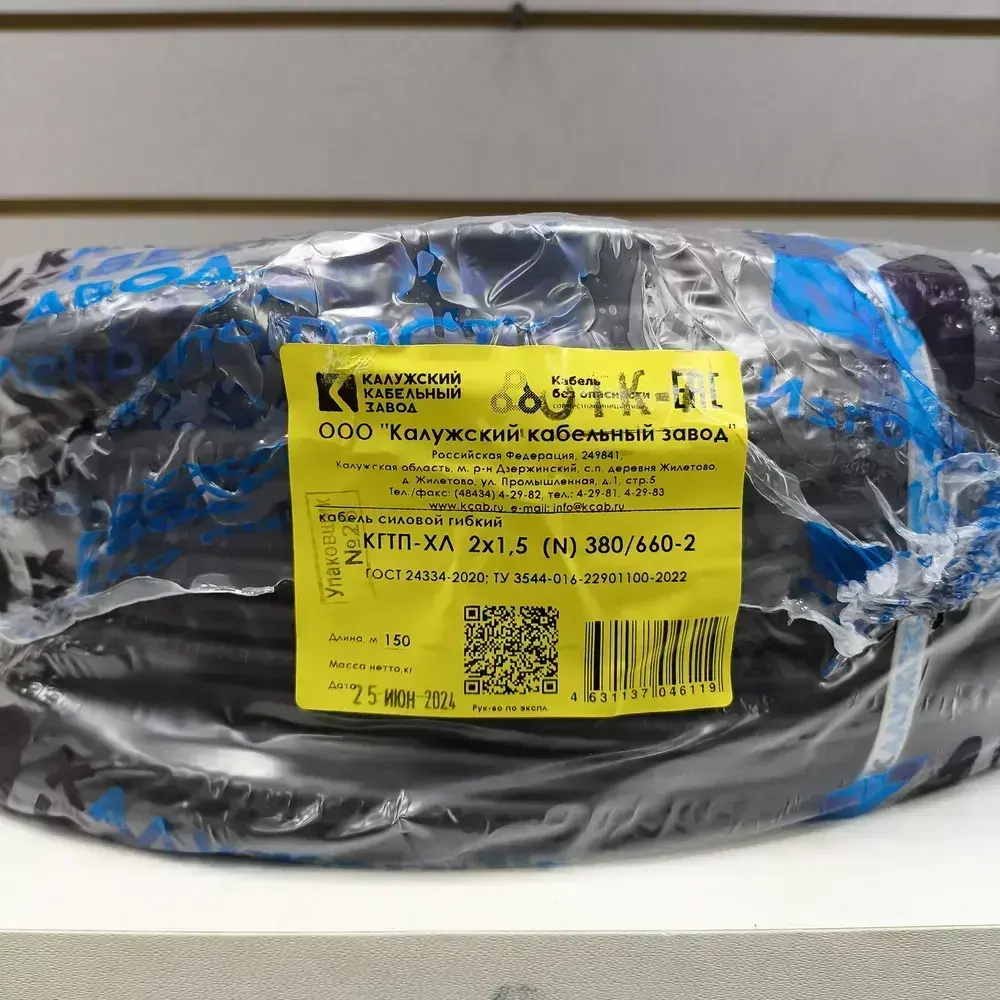 ЗАВОД
КАЛУЖСКИЙ
КАБЕЛЬНЫЙ
ЗАВОД
Кабель
без опасности
EAC
ООО "Калужский кабельный завод"
Российская Федерация, 249841,
Калужская область, м. р-н Дзержинский, с.п. деревня Жилетово,
д. Жилетово, ул. Промышленная, д.1, стр.5
Тел./факс: (48434) 4-29-82, тел.: 4-29-81, 4-29-83
www.kcab.ru e-mail: info@kcab.ru
кабель силовой гибкий
КГТП-ХЛ 2x1,5 (N) 380/660-2
ГОСТ 24334-2020; ТУ 3544-016-22901100-2022
Упаковщик
Длина, м 150
Масса нетто,кг
Дата 25 ИЮН 2024
Рук-во по экспл.
4 631137 046119